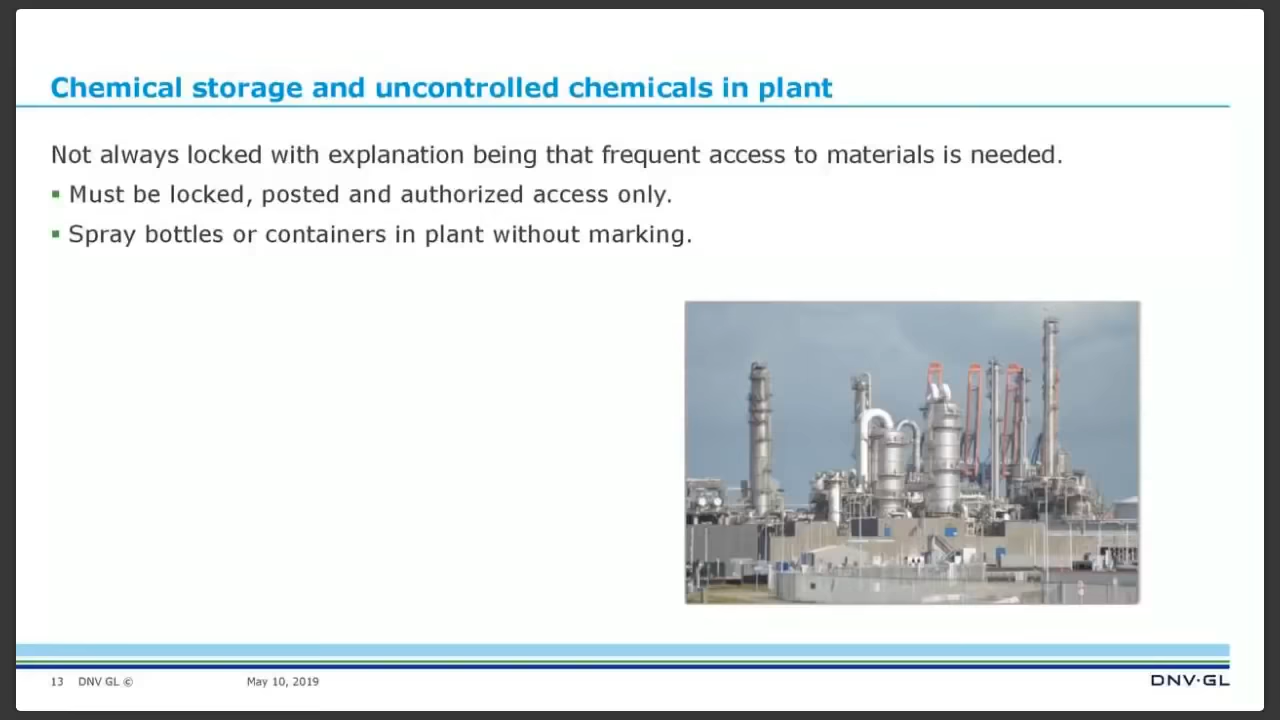 Chemical storage and uncontrolled chemicals in plant
Not always locked with explanation being that frequent access to materials is needed.
▪ Must be locked, posted and authorized access only.
▪ Spray bottles or containers in plant without marking.
13 DNV GL © May 10, 2019 DNV·GL